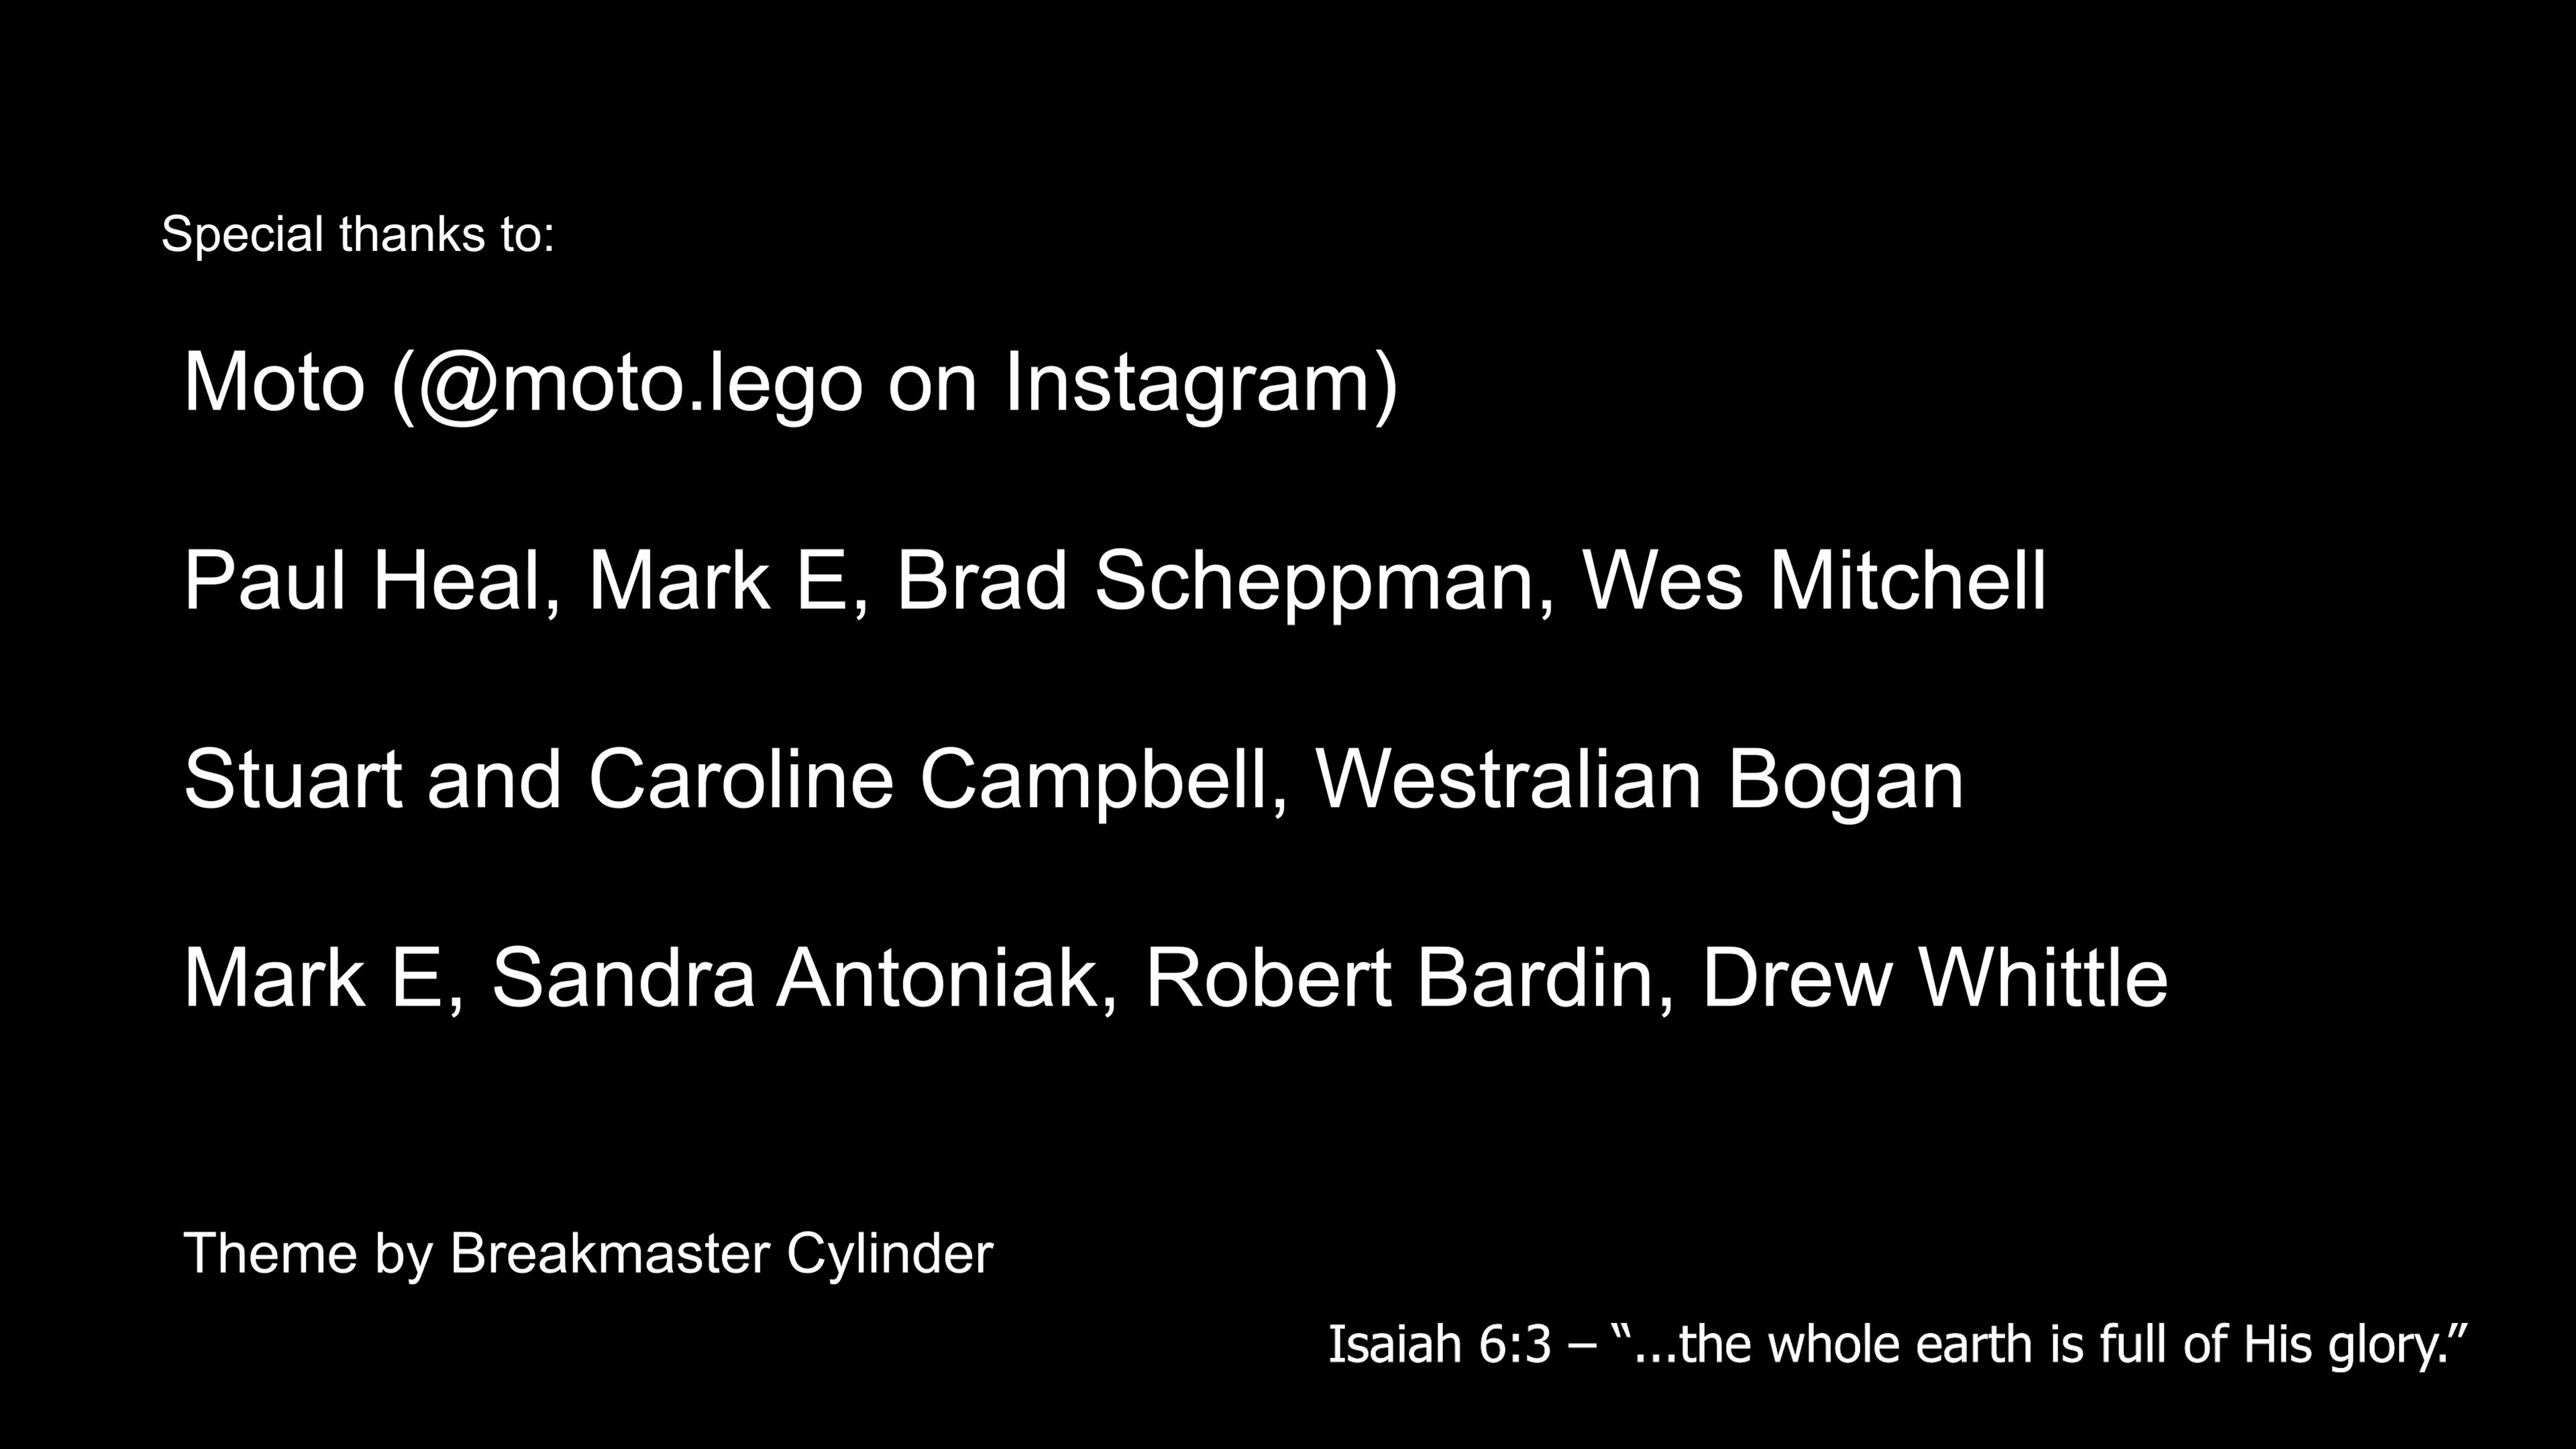 Special thanks to:
Moto (@moto.lego on Instagram)
Paul Heal, Mark E, Brad Scheppman, Wes Mitchell
Stuart and Caroline Campbell, Westralian Bogan
Mark E, Sandra Antoniak, Robert Bardin, Drew Whittle
Theme by Breakmaster Cylinder
Isaiah 6:3 – “...the whole earth is full of His glory.”